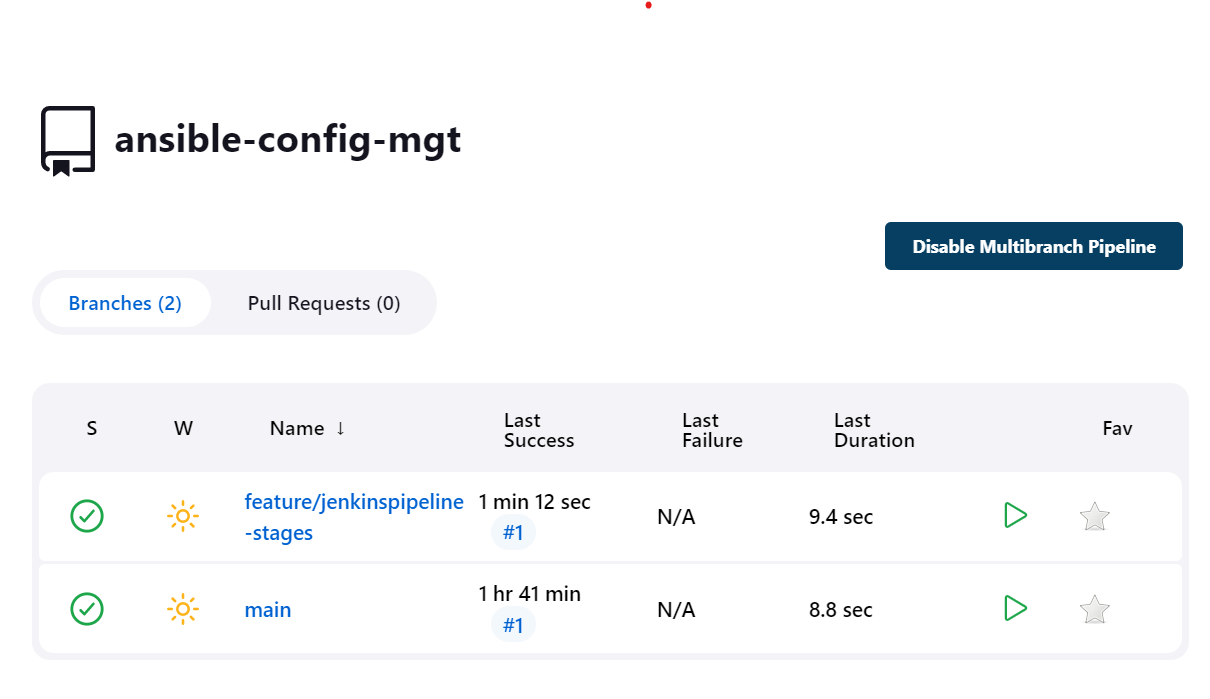 ansible-config-mgt
Disable Multibranch Pipeline
Branches (2) Pull Requests (0)
S W Name ↓ Last Success Last Failure Last Duration Fav
feature/jenkinspipeline
-stages
1 min 12 sec
#1
N/A
9.4 sec
main
1 hr 41 min
#1
N/A
8.8 sec